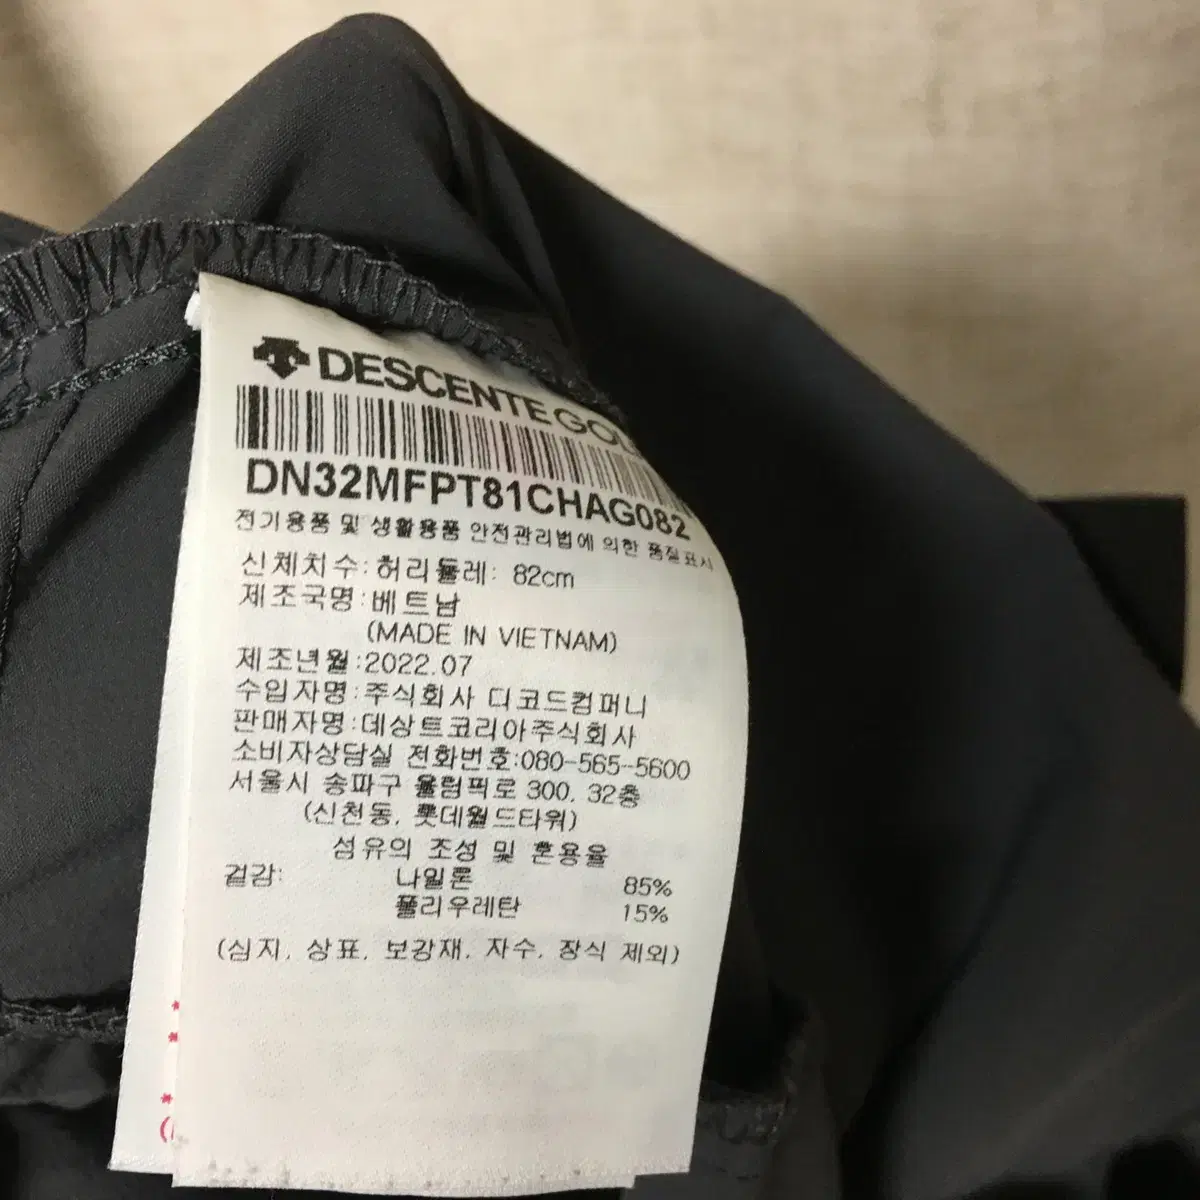 DESCENTE GOL
DN32MFPT81CHAG082
전기용품 및 생활용품 안전관리법에 의한 품질표시
신체치수:허리둘레: 82cm
제조국명:베트남
(MADE IN VIETNAM)
제조년월:2022.07
수입자명:주식회사 디코드컴퍼니
판매자명:데상트코리아주식회사
소비자상담실 전화번호:080-565-5600
서울시 송파구 올림픽로 300, 32층
(신천동, 롯데월드타워)
섬유의 조성 및 혼용율
겉감: 나일론 85%
폴리우레탄 15%
(심지, 상표, 보강재, 자수, 장식 제외)